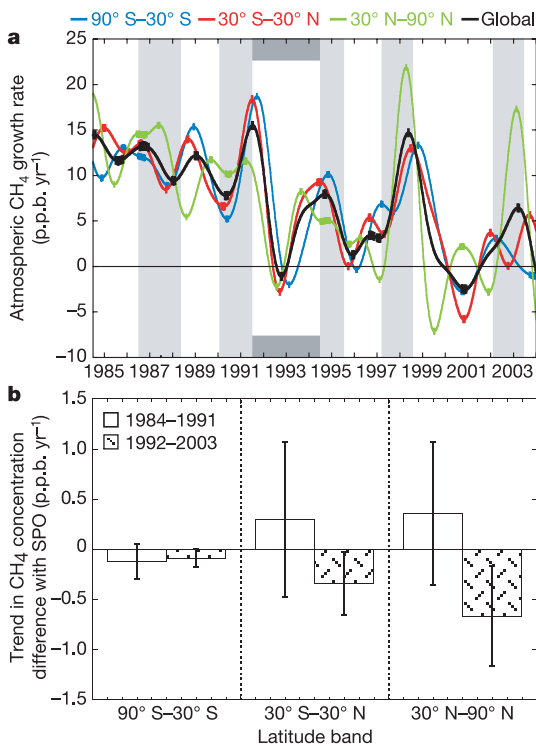 90° S–30° S 30° S–30° N 30° N–90° N Global
a
25
20
15
10
5
0
−5
−10
Atmospheric CH4 growth rate
(p.p.b. yr−1)
1985 1987 1989 1991 1993 1995 1997 1999 2001 2003
b
1.5
1.0
0.5
0
−0.5
−1.0
−1.5
Trend in CH4 concentration
difference with SPO (p.p.b. yr−1)
1984–1991
1992–2003
90° S–30° S 30° S–30° N 30° N–90° N
Latitude band